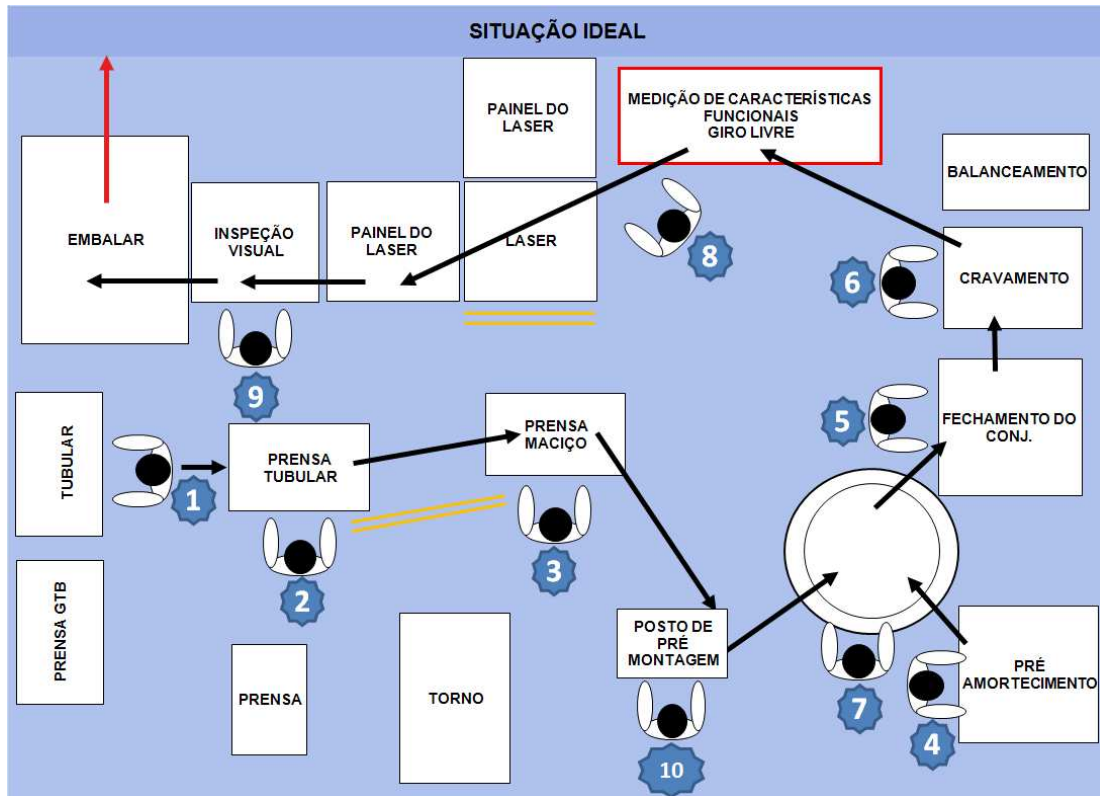 SITUAÇÃO IDEAL
PAINEL DO
LASER
MEDIÇÃO DE CARACTERÍSTICAS
FUNCIONAIS
GIRO LIVRE
BALANCEAMENTO
EMBALAR
INSPEÇÃO
VISUAL
PAINEL DO
LASER
LASER
8
6
CRAVAMENTO
9
5
FECHAMENTO DO
CONJ.
TUBULAR
1
PRENSA
TUBULAR
PRENSA
MACIÇO
2
3
PRENSA GTB
PRENSA
TORNO
POSTO DE
PRÉ
MONTAGEM
10
7
4
PRÉ
AMORTECIMENTO